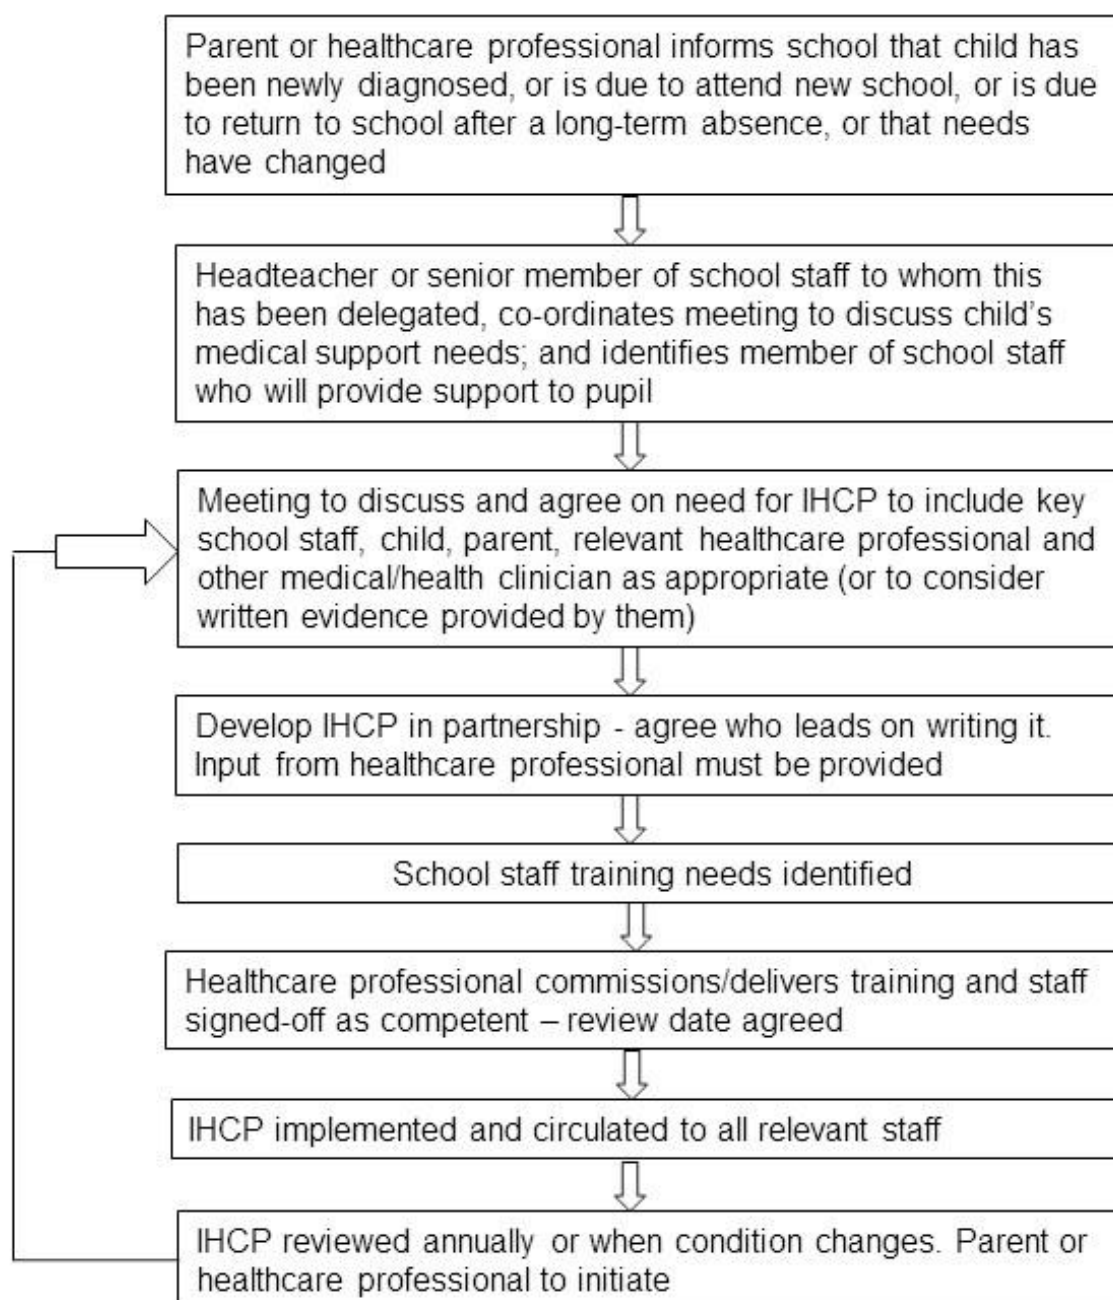 Parent or healthcare professional informs school that child has
been newly diagnosed, or is due to attend new school, or is due
to return to school after a long-term absence, or that needs
have changed
Headteacher or senior member of school staff to whom this
has been delegated, co-ordinates meeting to discuss child’s
medical support needs; and identifies member of school staff
who will provide support to pupil
Meeting to discuss and agree on need for IHCP to include key
school staff, child, parent, relevant healthcare professional and
other medical/health clinician as appropriate (or to consider
written evidence provided by them)
Develop IHCP in partnership - agree who leads on writing it.
Input from healthcare professional must be provided
School staff training needs identified
Healthcare professional commissions/delivers training and staff
signed-off as competent – review date agreed
IHCP implemented and circulated to all relevant staff
IHCP reviewed annually or when condition changes. Parent or
healthcare professional to initiate